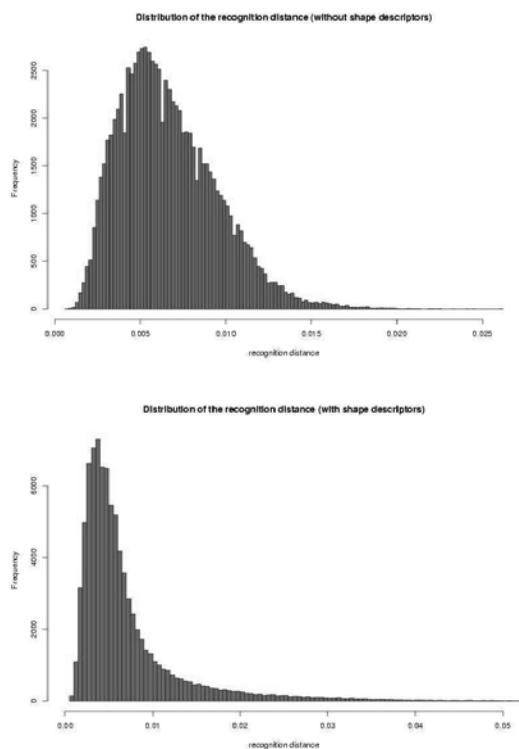 Distribution of the recognition distance (without shape descriptors)
2500
2000
1500
1000
500
0
Frequency
0.000 0.005 0.010 0.015 0.020 0.025
recognition distance
Distribution of the recognition distance (with shape descriptors)
6000
4000
2000
0
Frequency
0.00 0.01 0.02 0.03 0.04 0.05
recognition distance